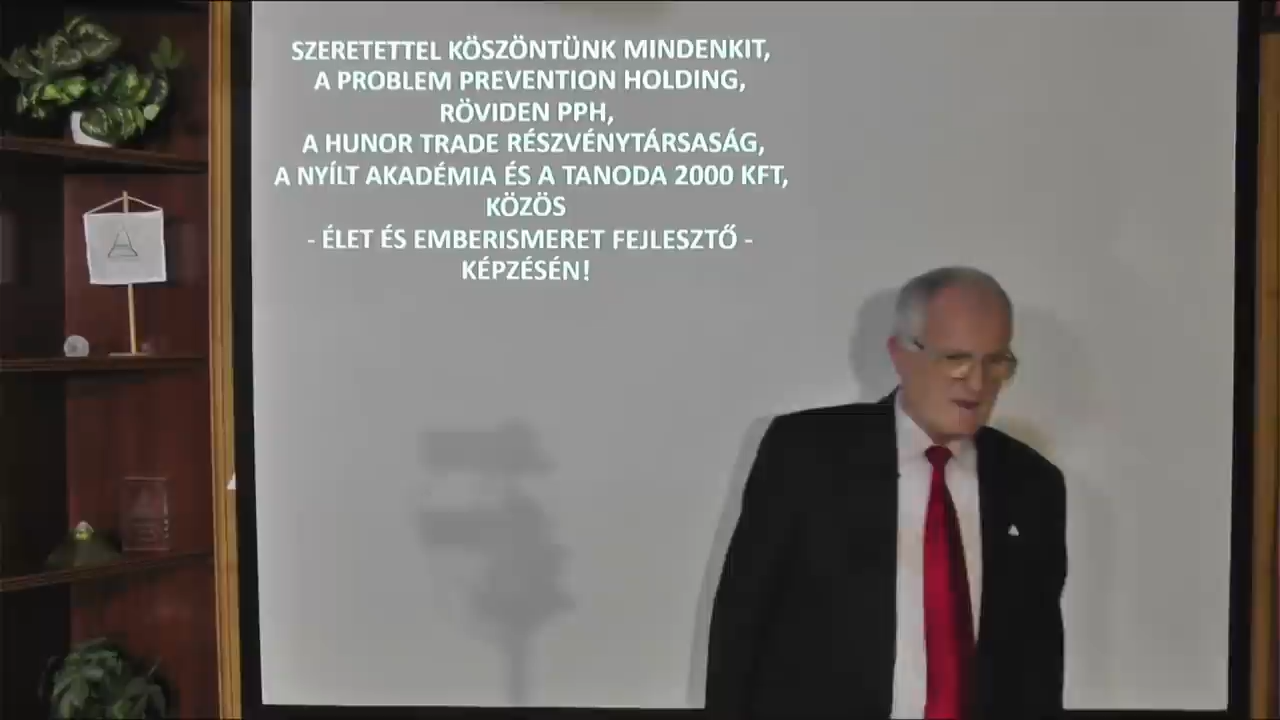 SZERETETTEL KÖSZÖNTÜNK MINDENKIT,
A PROBLEM PREVENTION HOLDING,
RÖVIDEN PPH,
A HUNOR TRADE RÉSZVÉNYTÁRSASÁG,
A NYÍLT AKADÉMIA ÉS A TANODA 2000 KFT,
KÖZÖS
- ÉLET ÉS EMBERISMERET FEJLESZTŐ -
KÉPZÉSÉN!